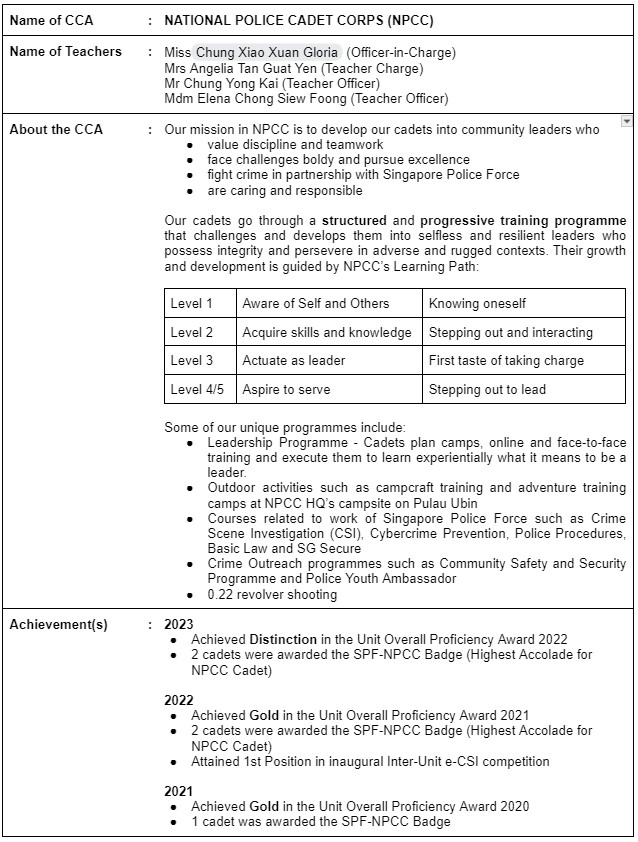 Name of CCA : NATIONAL POLICE CADET CORPS (NPCC)
Name of Teachers : Miss Chung Xiao Xuan Gloria (Officer-in-Charge)
Mrs Angelia Tan Guat Yen (Teacher Charge)
Mr Chung Yong Kai (Teacher Officer)
Mdm Elena Chong Siew Foong (Teacher Officer)
About the CCA : Our mission in NPCC is to develop our cadets into community leaders who
● value discipline and teamwork
● face challenges boldy and pursue excellence
● fight crime in partnership with Singapore Police Force
● are caring and responsible
Our cadets go through a structured and progressive training programme
that challenges and develops them into selfless and resilient leaders who
possess integrity and persevere in adverse and rugged contexts. Their growth
and development is guided by NPCC's Learning Path:
Level 1 Aware of Self and Others Knowing oneself
Level 2 Acquire skills and knowledge Stepping out and interacting
Level 3 Actuate as leader First taste of taking charge
Level 4/5 Aspire to serve Stepping out to lead
Some of our unique programmes include:
● Leadership Programme - Cadets plan camps, online and face-to-face
training and execute them to learn experientially what it means to be a
leader.
● Outdoor activities such as campcraft training and adventure training
camps at NPCC HQ's campsite on Pulau Ubin
● Courses related to work of Singapore Police Force such as Crime
Scene Investigation (CSI), Cybercrime Prevention, Police Procedures,
Basic Law and SG Secure
● Crime Outreach programmes such as Community Safety and Security
Programme and Police Youth Ambassador
● 0.22 revolver shooting
Achievement(s) : 2023
● Achieved Distinction in the Unit Overall Proficiency Award 2022
● 2 cadets were awarded the SPF-NPCC Badge (Highest Accolade for
NPCC Cadet)
2022
● Achieved Gold in the Unit Overall Proficiency Award 2021
● 2 cadets were awarded the SPF-NPCC Badge (Highest Accolade for
NPCC Cadet)
● Attained 1st Position in inaugural Inter-Unit e-CSI competition
2021
● Achieved Gold in the Unit Overall Proficiency Award 2020
● 1 cadet was awarded the SPF-NPCC Badge